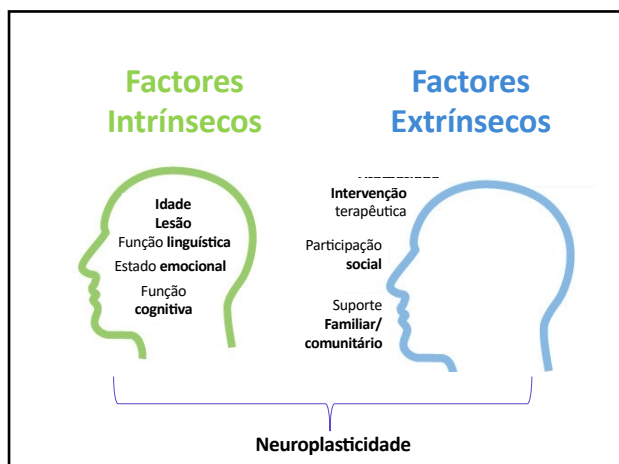 Factores
Intrínsecos
Factores
Extrínsecos
Idade
Lesão
Função linguística
Estado emocional
Função
cognitiva
Intervenção
terapêutica
Participação
social
Suporte
Familiar/
comunitário
Neuroplasticidade